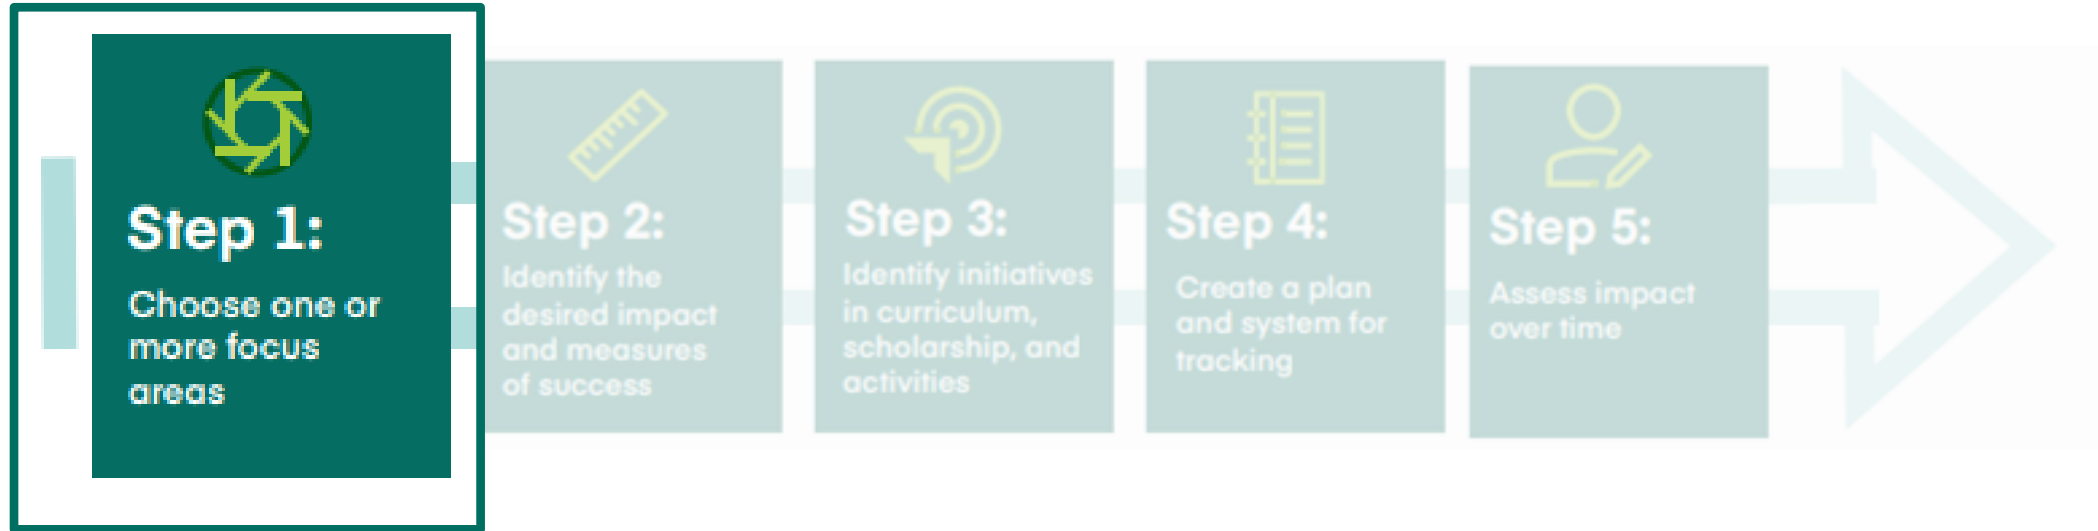 Step 1:
Choose one or
more focus
areas
Step 2:
Identify the
desired impact
and measures
of success
Step 3:
Identify initiatives
in curriculum,
scholarship, and
activities
Step 4:
Create a plan
and system for
tracking
Step 5:
Assess impact
over time